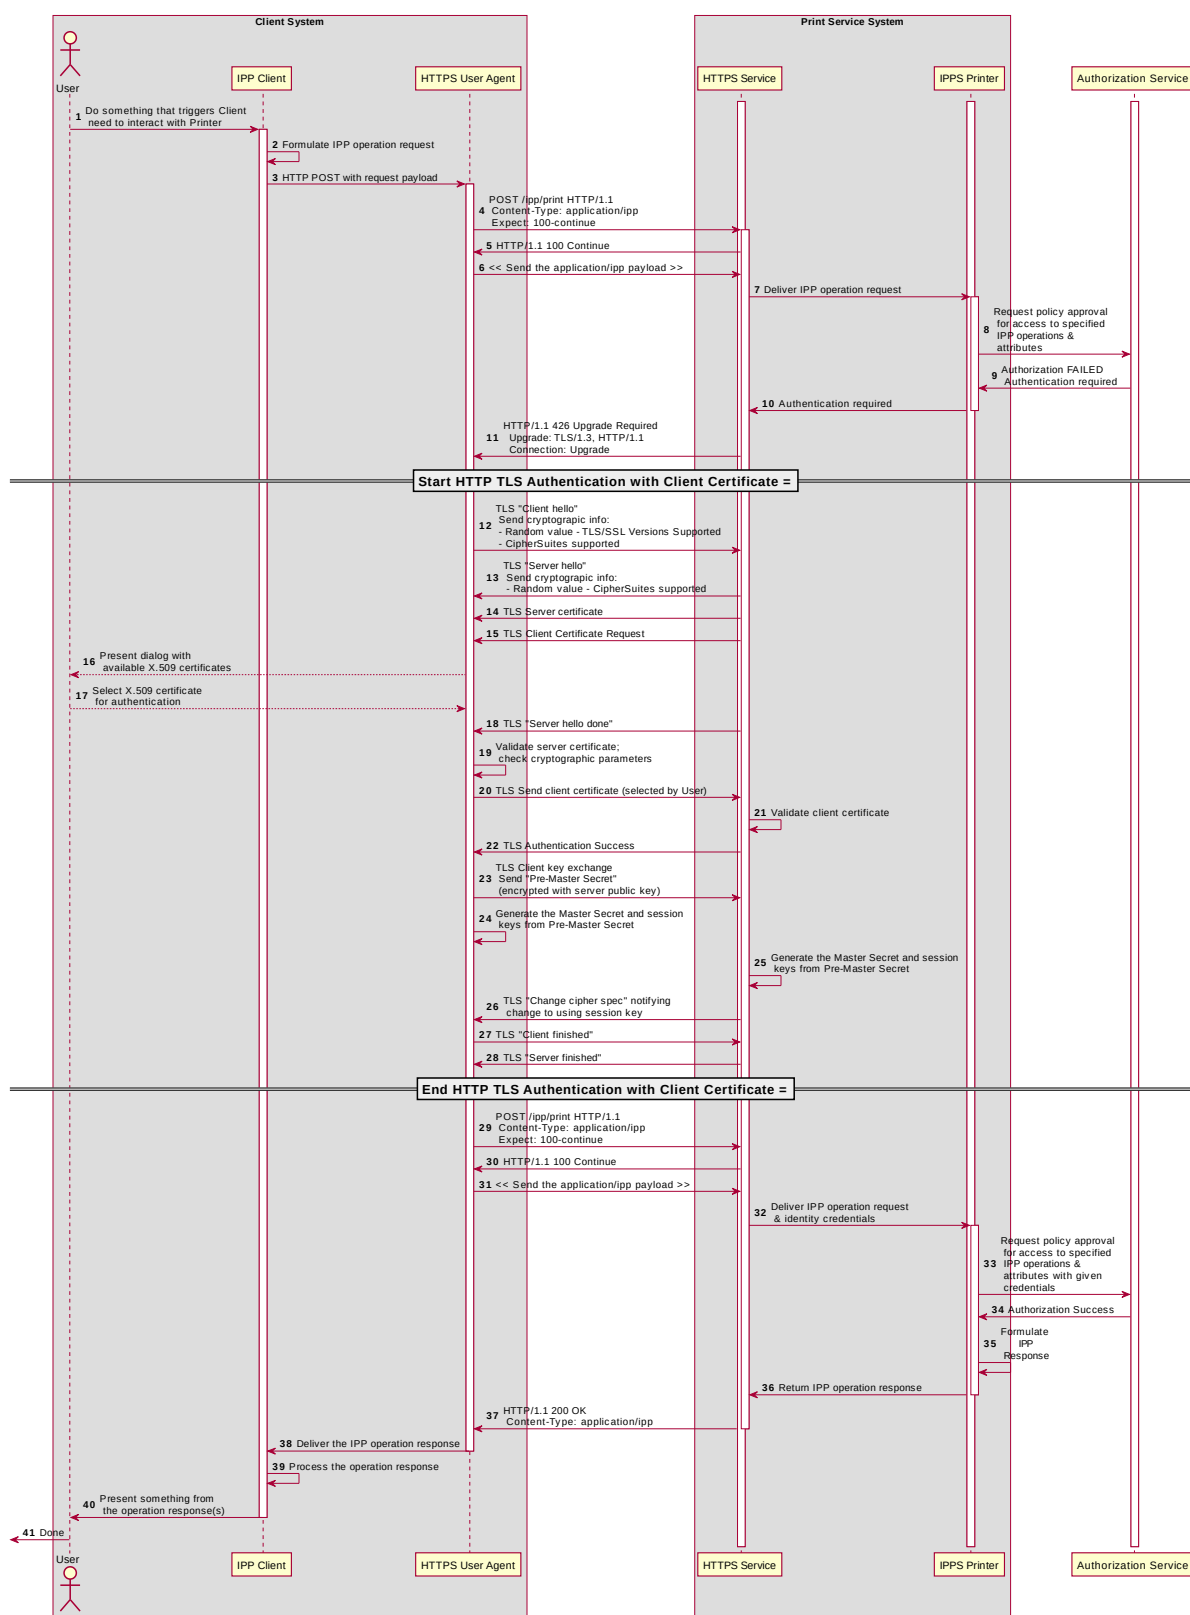 Client System
Print Service System
User
IPP Client
HTTPS User Agent
HTTPS Service
IPPS Printer
Authorization Service
1 Do something that triggers Client
need to interact with Printer
2 Formulate IPP operation request
3 HTTP POST with request payload
POST /ipp/print HTTP/1.1
4 Content-Type: application/ipp
Expect: 100-continue
5 HTTP/1.1 100 Continue
6 << Send the application/ipp payload >>
7 Deliver IPP operation request
Request policy approval
for access to specified
8 IPP operations &
attributes
9 Authorization FAILED
Authentication required
10 Authentication required
HTTP/1.1 426 Upgrade Required
11 Upgrade: TLS/1.3, HTTP/1.1
Connection: Upgrade
Start HTTP TLS Authentication with Client Certificate =
TLS "Client hello"
Send cryptograpic info:
12 - Random value - TLS/SSL Versions Supported
- CipherSuites supported
TLS "Server hello"
13 Send cryptograpic info:
- Random value - CipherSuites supported
14 TLS Server certificate
15 TLS Client Certificate Request
16 Present dialog with
available X.509 certificates
17 Select X.509 certificate
for authentication
18 TLS "Server hello done"
19 Validate server certificate;
check cryptographic parameters
20 TLS Send client certificate (selected by User)
21 Validate client certificate
22 TLS Authentication Success
TLS Client key exchange
23 Send "Pre-Master Secret"
(encrypted with server public key)
24 Generate the Master Secret and session
keys from Pre-Master Secret
25 Generate the Master Secret and session
keys from Pre-Master Secret
26 TLS "Change cipher spec" notifying
change to using session key
27 TLS "Client finished"
28 TLS "Server finished"
End HTTP TLS Authentication with Client Certificate =
POST /ipp/print HTTP/1.1
29 Content-Type: application/ipp
Expect: 100-continue
30 HTTP/1.1 100 Continue
31 << Send the application/ipp payload >>
32 Deliver IPP operation request
& identity credentials
Request policy approval
for access to specified
33 IPP operations &
attributes with given
credentials
34 Authorization Success
Formulate
35 IPP
Response
36 Return IPP operation response
37 HTTP/1.1 200 OK
Content-Type: application/ipp
38 Deliver the IPP operation response
39 Process the operation response
40 Present something from
the operation response(s)
41 Done
User
IPP Client
HTTPS User Agent
HTTPS Service
IPPS Printer
Authorization Service